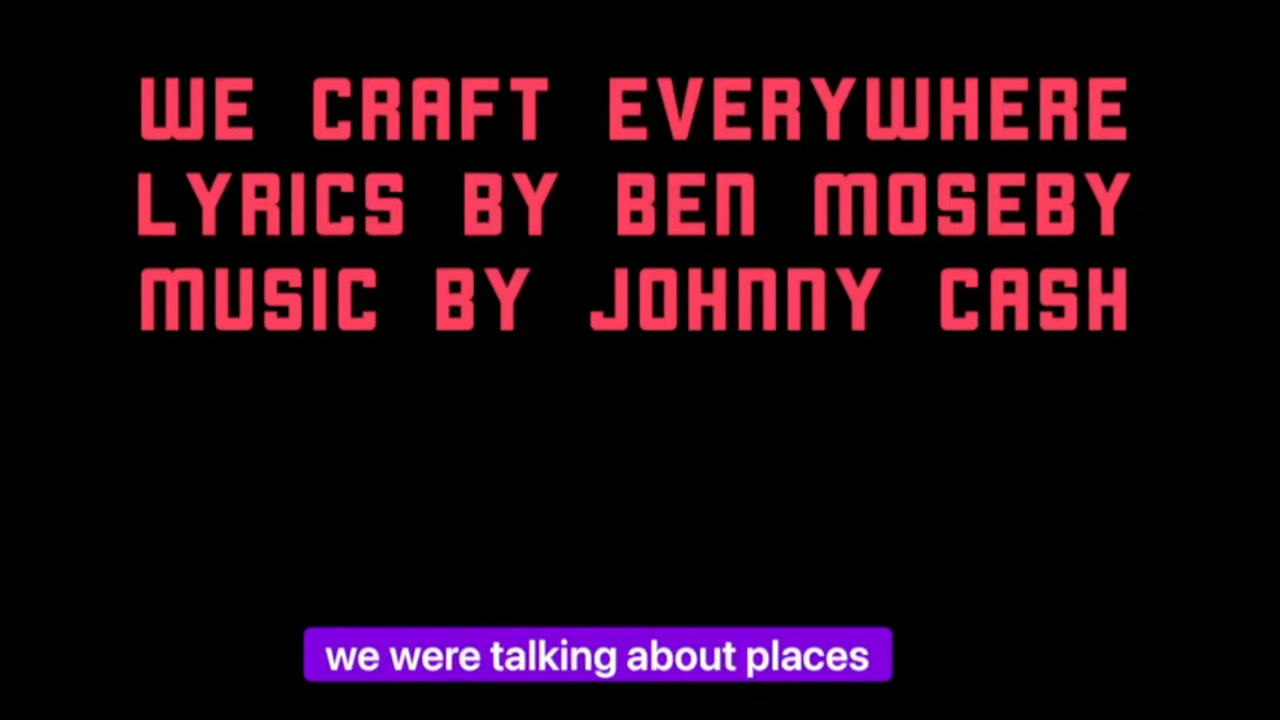 WE CRAFT EVERYWHERE
LYRICS BY BEN MOSEBY
MUSIC BY JOHNNY CASH
we were talking about places